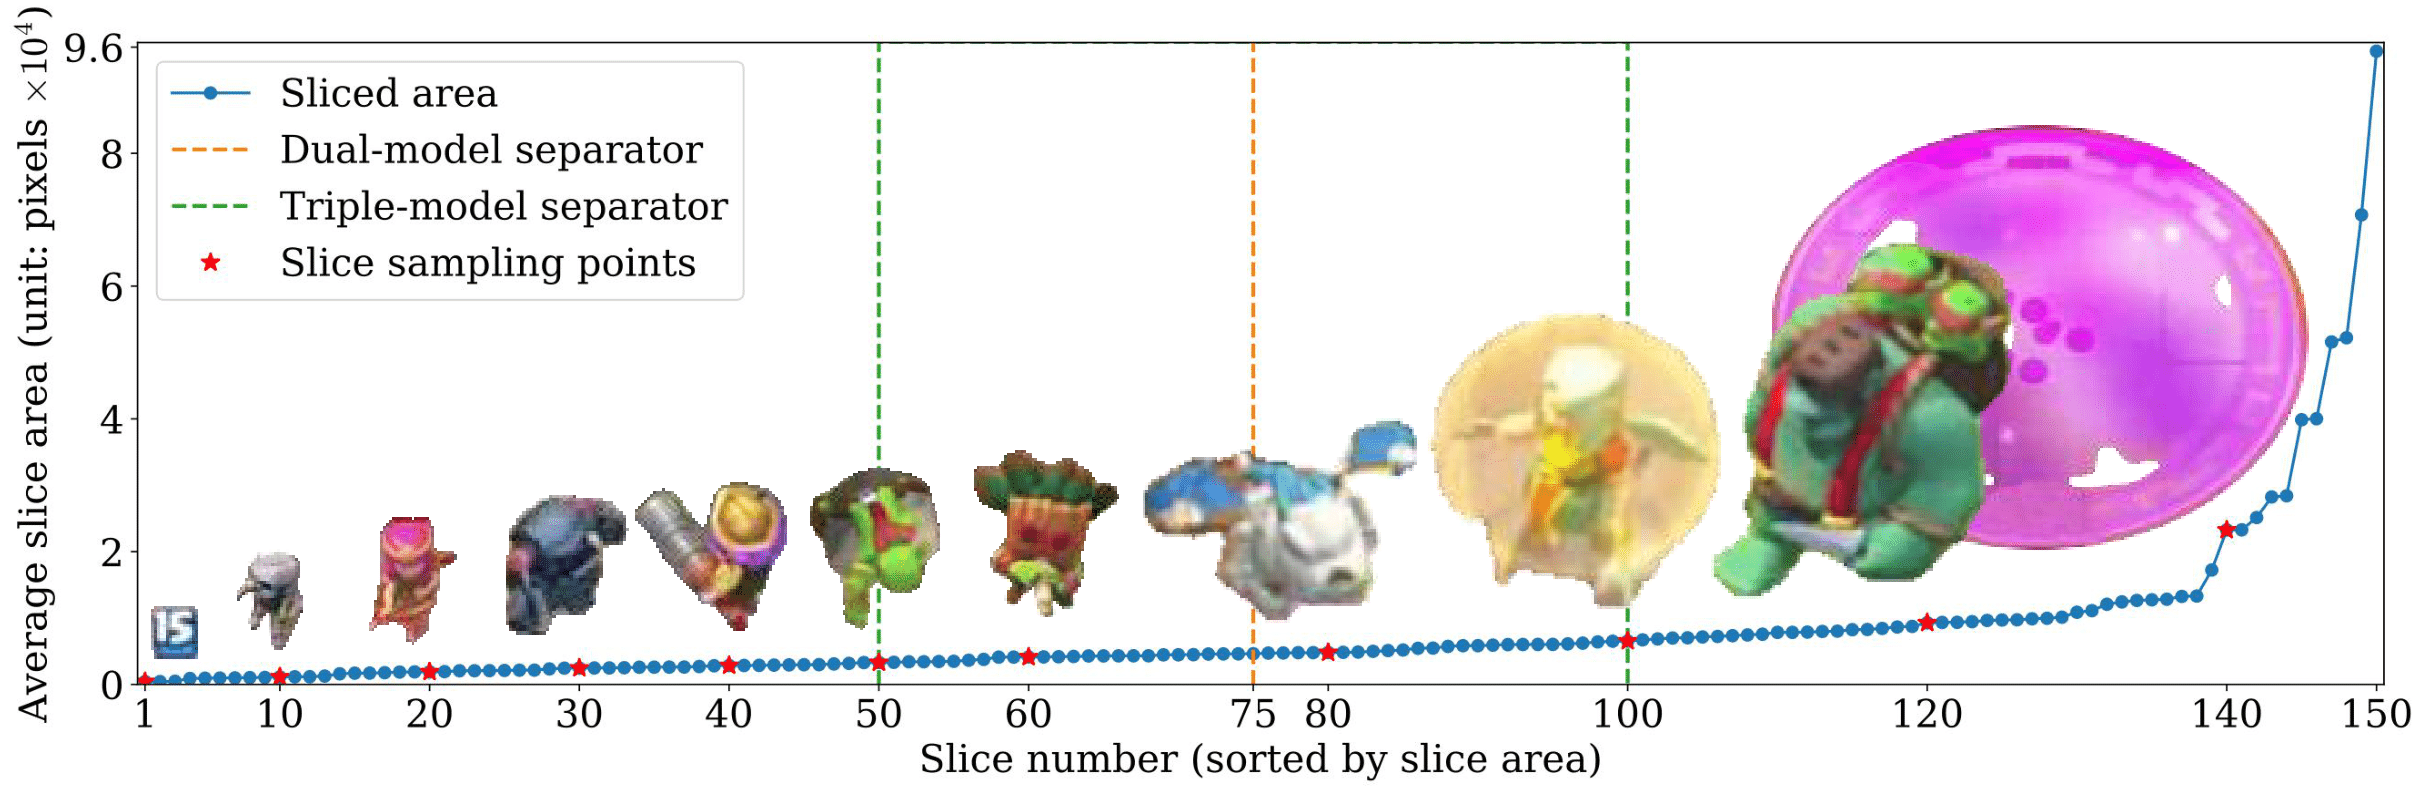 Average slice area (unit: pixels ×10⁴)
9.6
8
6
4
2
0
Sliced area
Dual-model separator
Triple-model separator
Slice sampling points
15
1 10 20 30 40 50 60 75 80 100 120 140 150
Slice number (sorted by slice area)